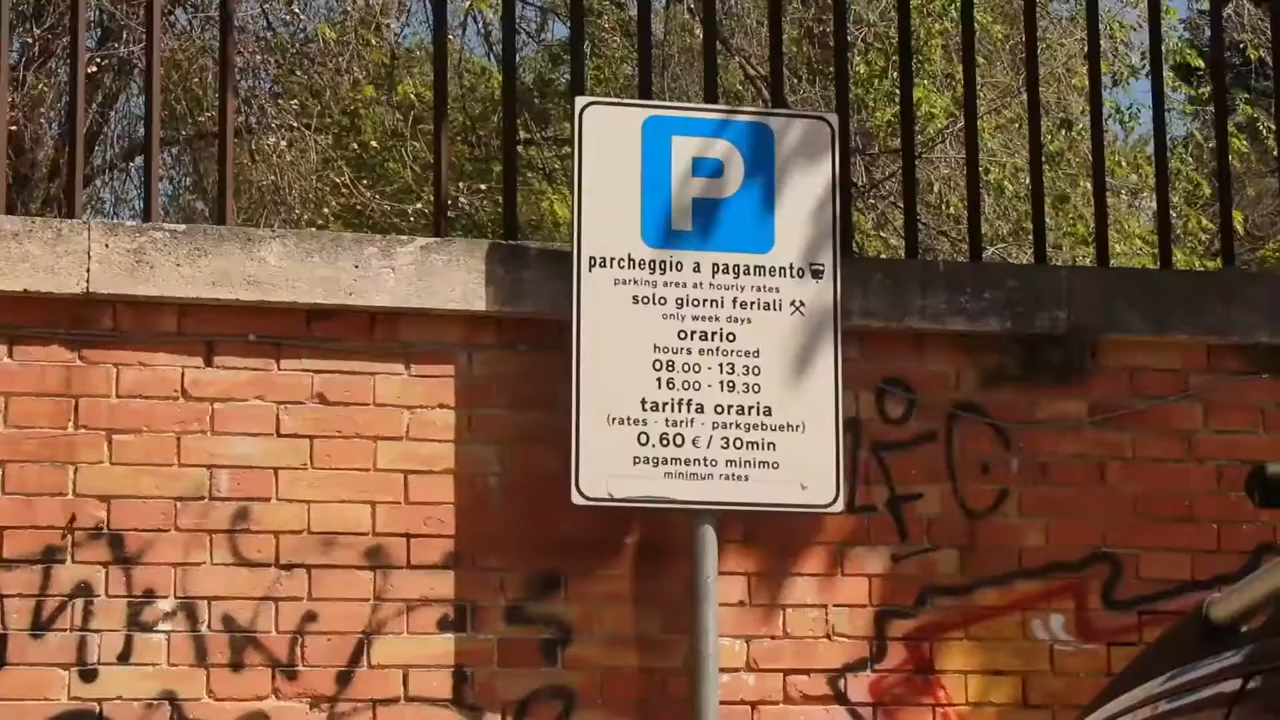 P
parcheggio a pagamento
parking area at hourly rates
solo giorni feriali
only week days
orario
hours enforced
08.00 - 13.30
16.00 - 19.30
tariffa oraria
(rates - tarif - parkgebuehr)
0.60 € / 30min
pagamento minimo
minimun rates